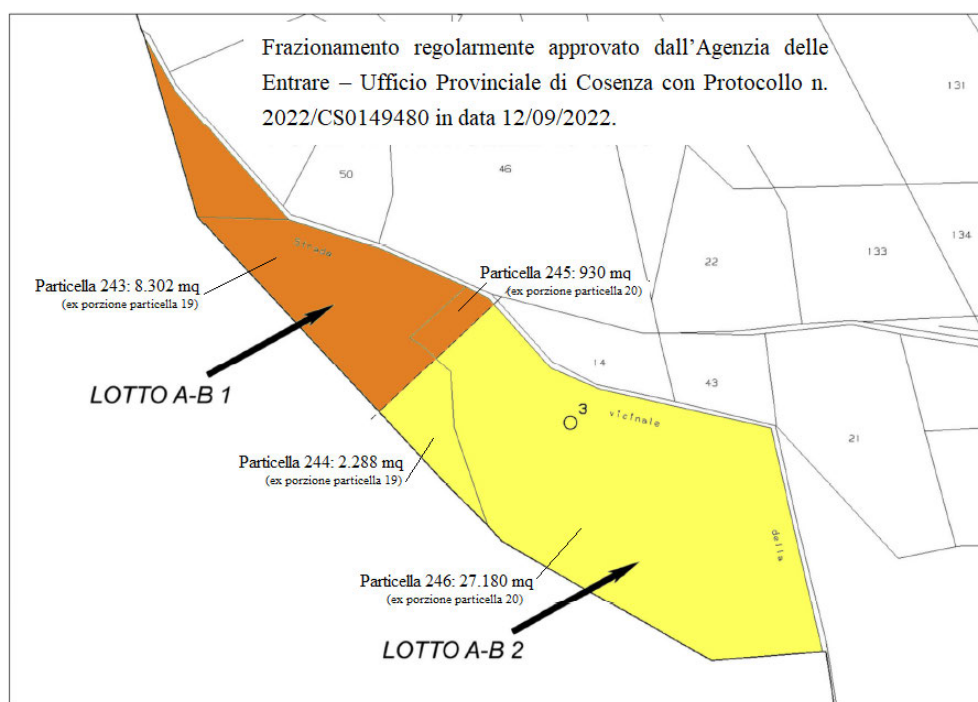 Frazionamento regolarmente approvato dall'Agenzia delle
Entrare – Ufficio Provinciale di Cosenza con Protocollo n.
2022/CS0149480 in data 12/09/2022.
131
50
46
134
133
22
Strada
Particella 245: 930 mq
(ex porzione particella 20)
Particella 243: 8.302 mq
(ex porzione particella 19)
14
43
LOTTO A-B 1
3
vicinale
21
Particella 244: 2.288 mq
(ex porzione particella 19)
della
Particella 246: 27.180 mq
(ex porzione particella 20)
LOTTO A-B 2